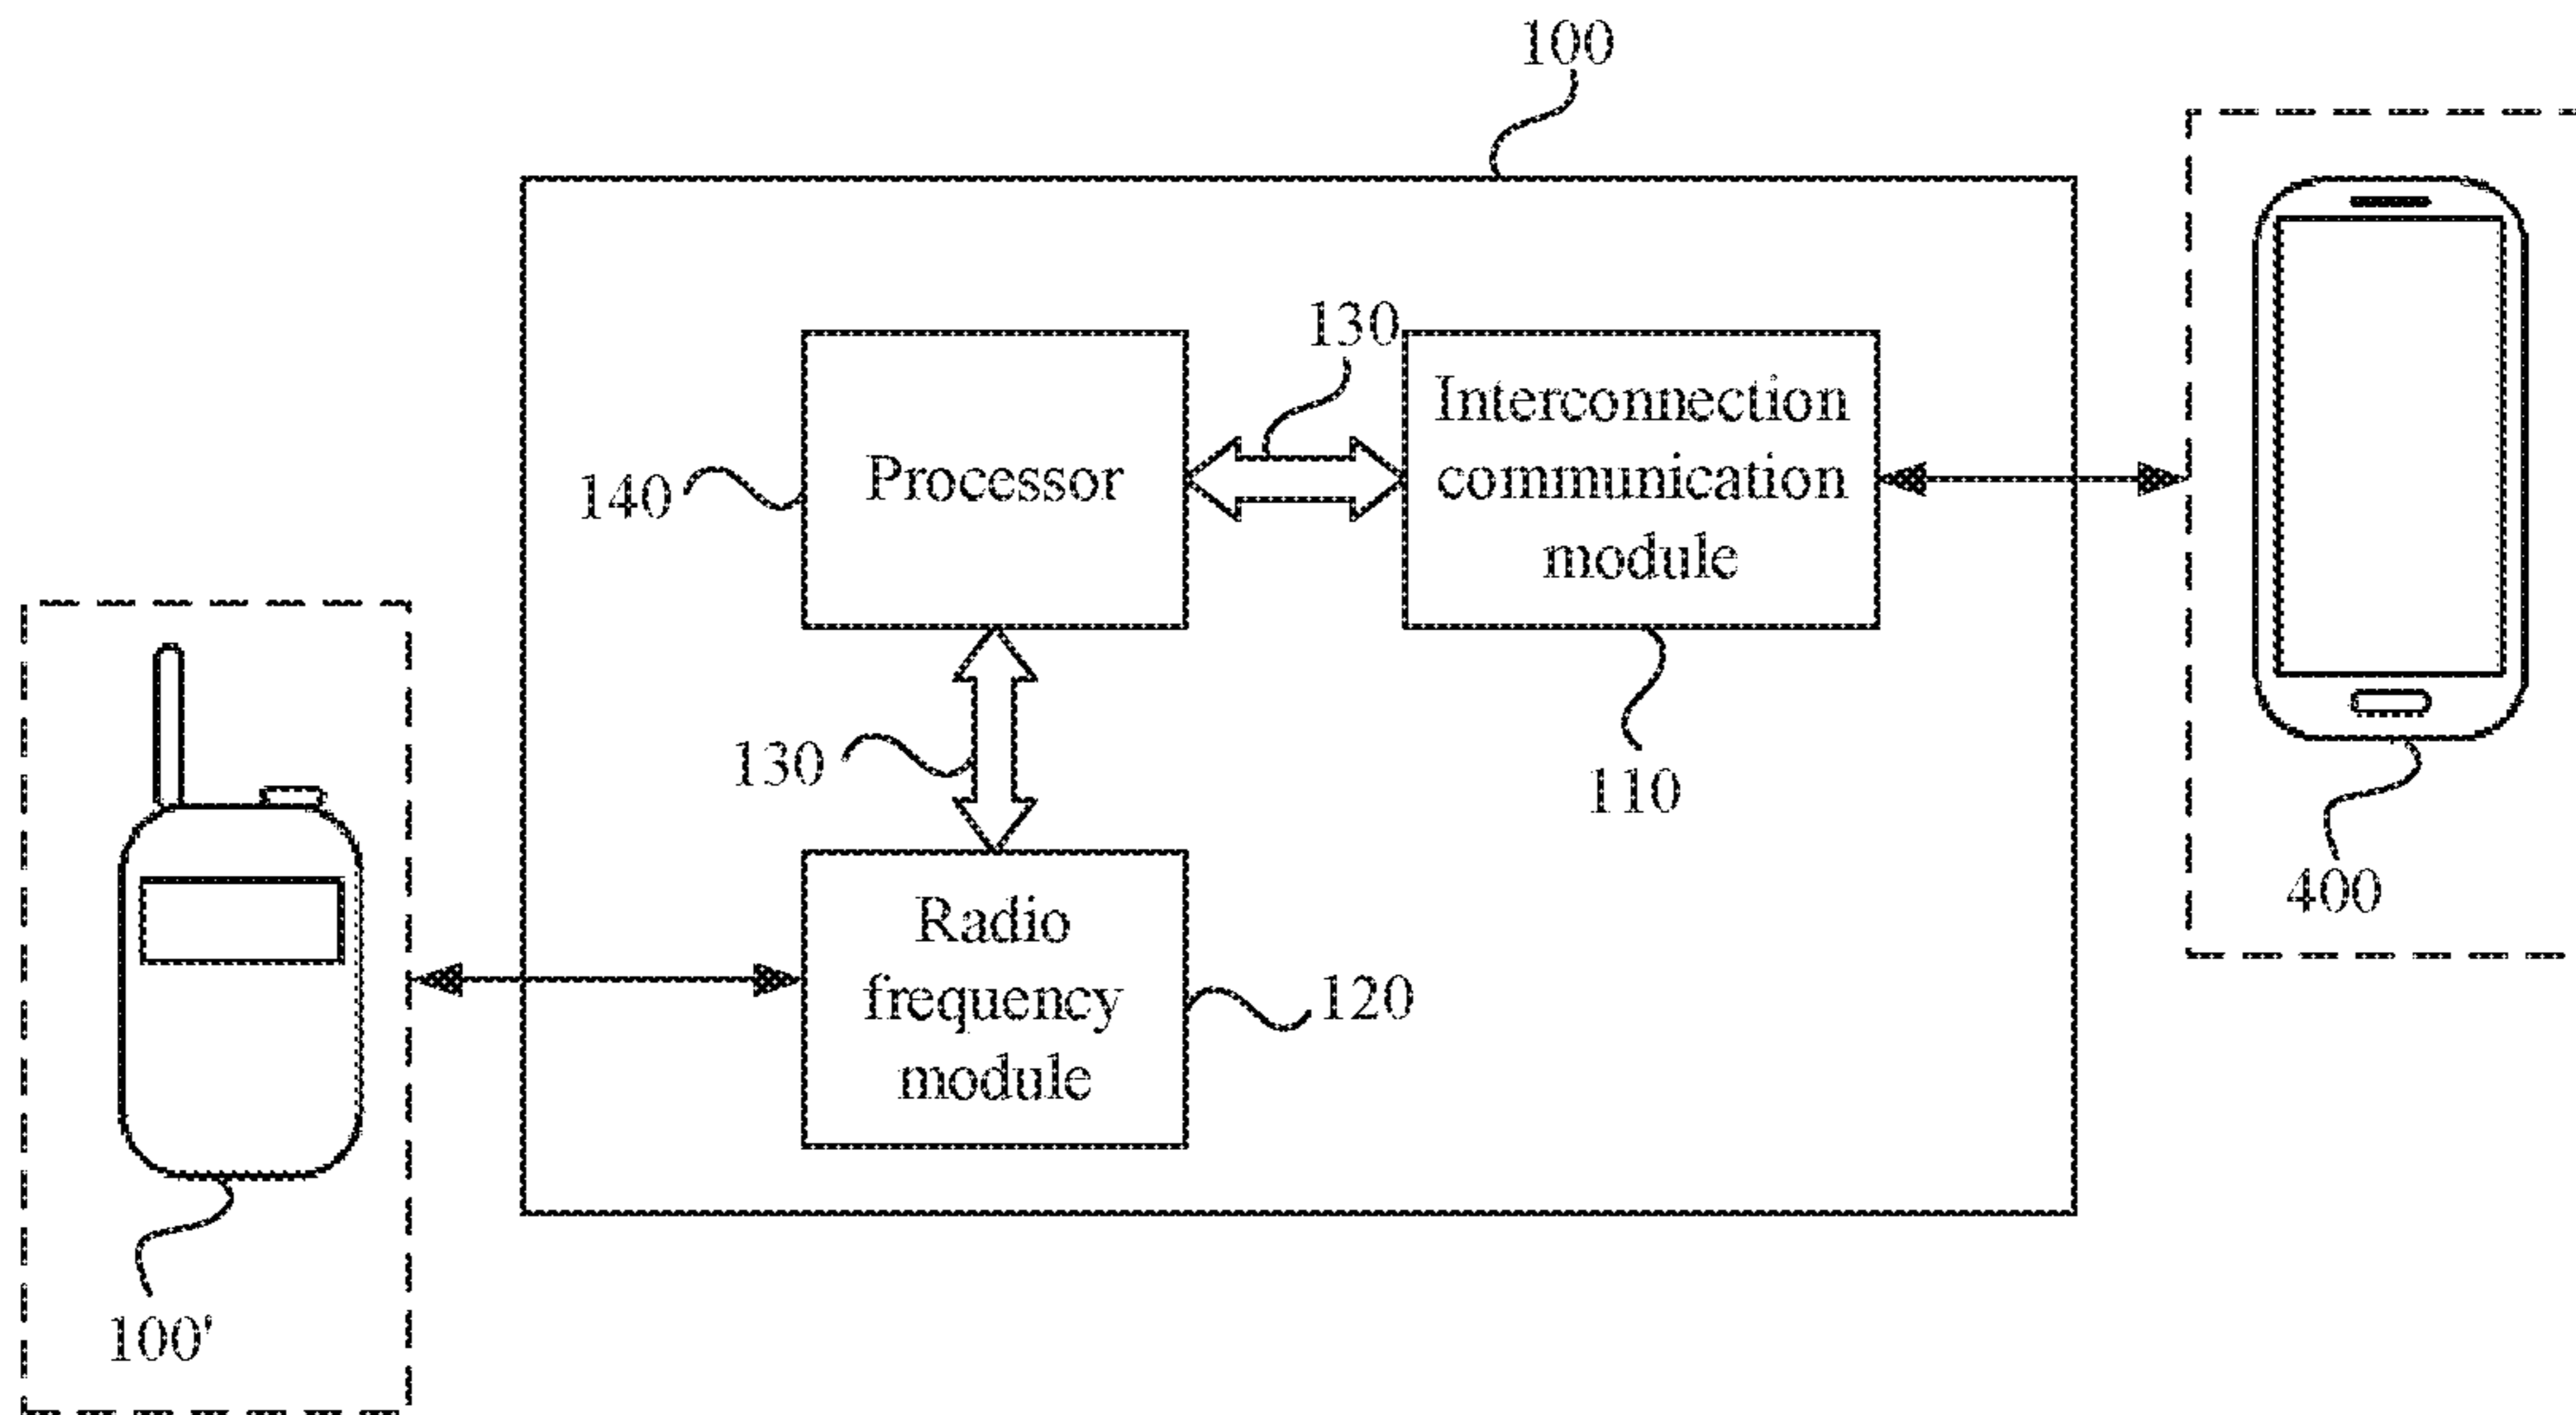 100
130
Interconnection
communication
module
Processor
140
130
110
400
Radio
frequency
module
120
100'